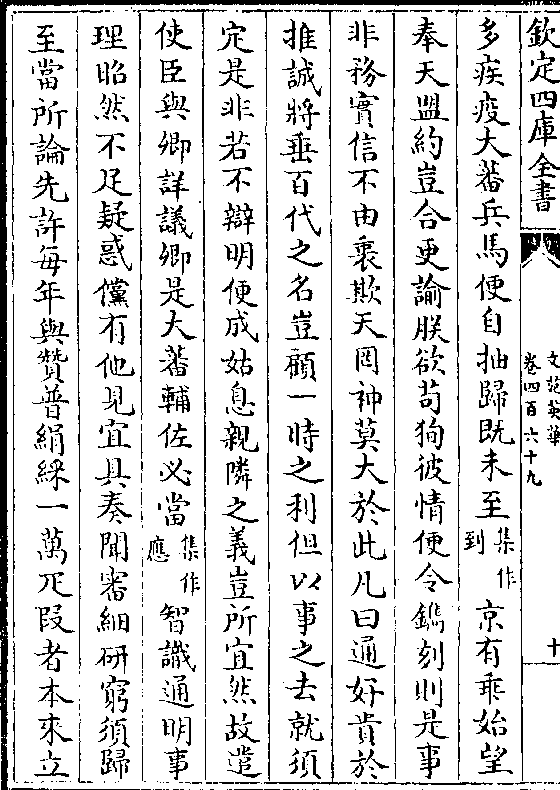 欽定四庫全書
文苑英華
卷四百六十九
十
多疾疫大蕃兵馬便自抽歸既未至集作到京有乖始望
奉天盟約豈合更諭朕欲苟狥彼情便令鐫刻則是事
非務實信不由衷欺天罔神莫大於此凡曰通好貴於
推誠將垂百代之名豈顧一時之利但以事之去就須
定是非若不辯明便成姑息親隣之義豈所宜然故遣
使臣與卿詳議卿是大蕃輔佐必當集作應智識通明事
理昭然不足疑惑儻有他見宜具奏聞審細研窮須歸
至當所論先許每年與贊普絹綵一萬疋段者本來立